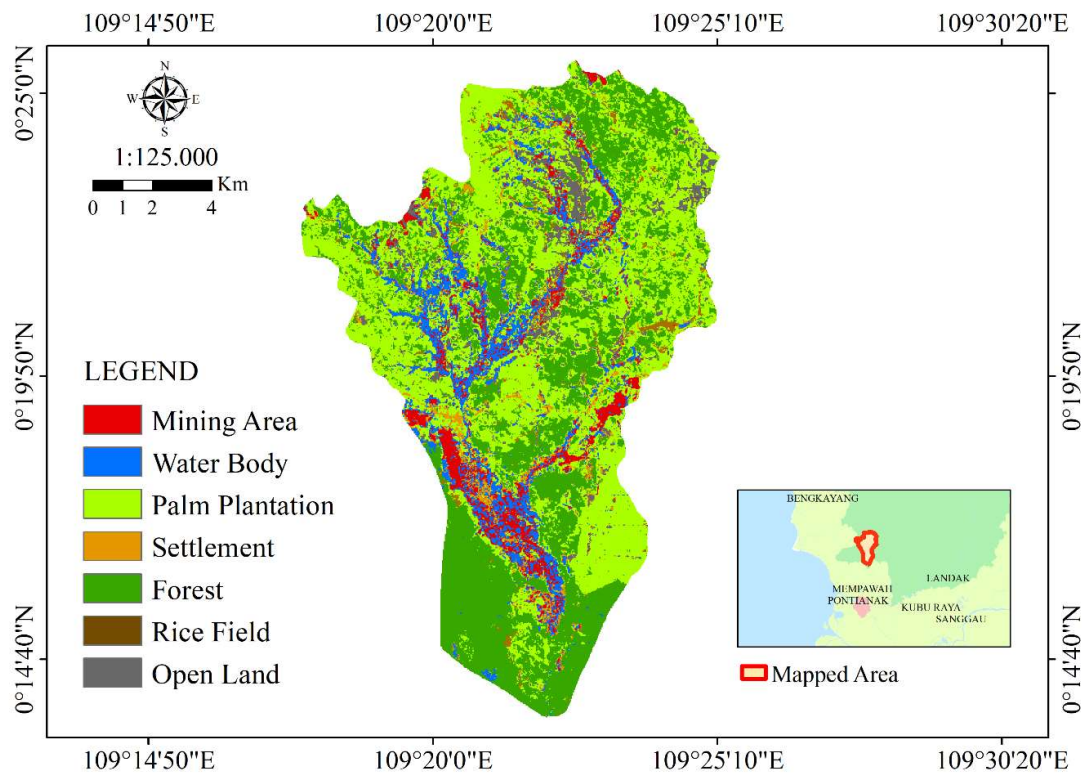 109°14'50"E 109°20'0"E 109°25'10"E 109°30'20"E
0°25'0"N
0°25'0"N
N
W E
S
1:125.000
Km
0 1 2 4
0°19'50"N
0°19'50"N
LEGEND
Mining Area
Water Body
Palm Plantation
Settlement
Forest
Rice Field
Open Land
BENGKAYANG
LANDAK
MEMPAWAH
PONTIANAK
KUBU RAYA
SANGGAU
Mapped Area
0°14'40"N
0°14'40"N
109°14'50"E 109°20'0"E 109°25'10"E 109°30'20"E